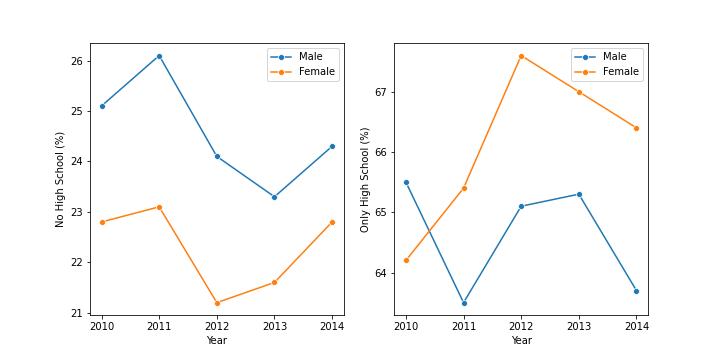 Male
Female
26
25
24
23
22
21
No High School (%)
2010 2011 2012 2013 2014
Year
Male
Female
67
66
65
64
Only High School (%)
2010 2011 2012 2013 2014
Year